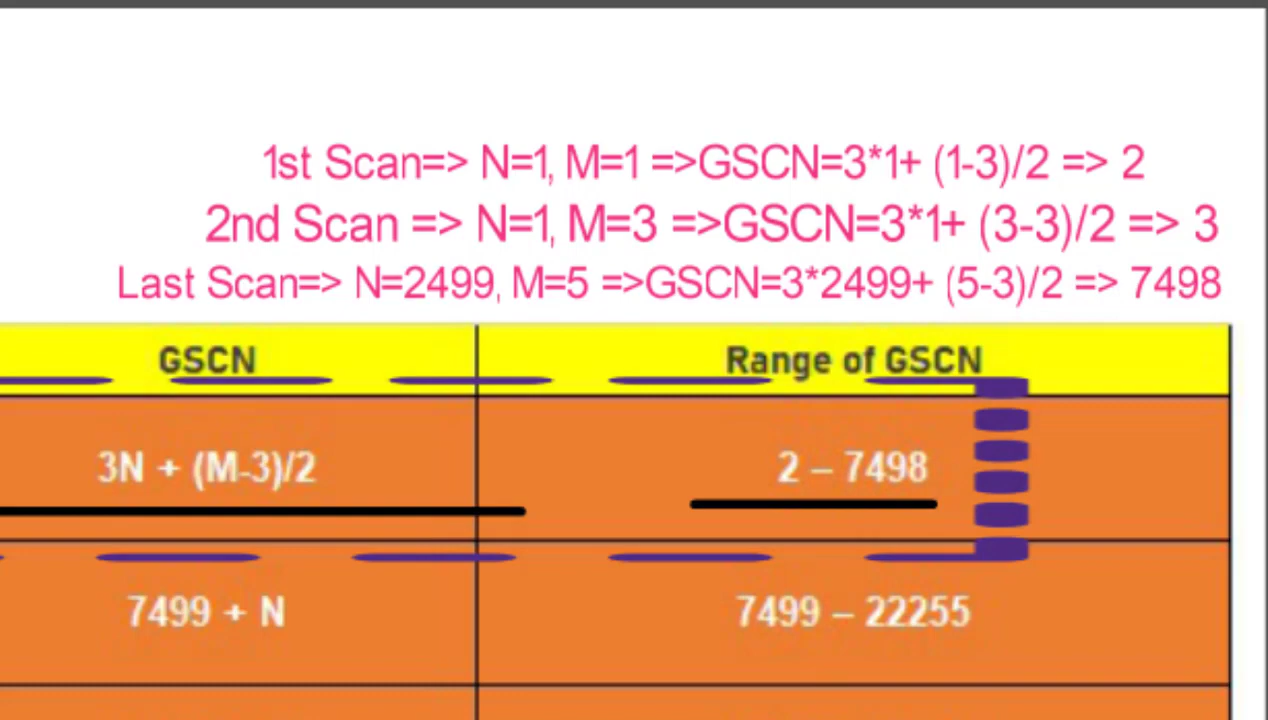 1st Scan=> N=1, M=1 =>GSCN=3*1+ (1-3)/2 => 2
2nd Scan => N=1, M=3 =>GSCN=3*1+ (3-3)/2 => 3
Last Scan=> N=2499, M=5 =>GSCN=3*2499+ (5-3)/2 => 7498
GSCN Range of GSCN
3N + (M-3)/2 2 – 7498
7499 + N 7499 – 22255